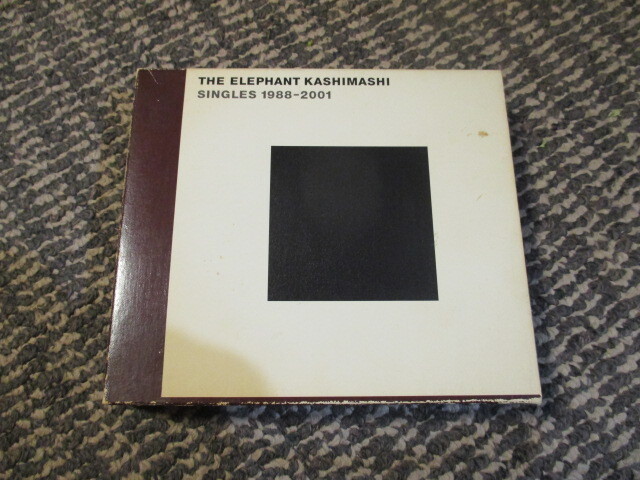 THE ELEPHANT KASHIMASHI
SINGLES 1988-2001